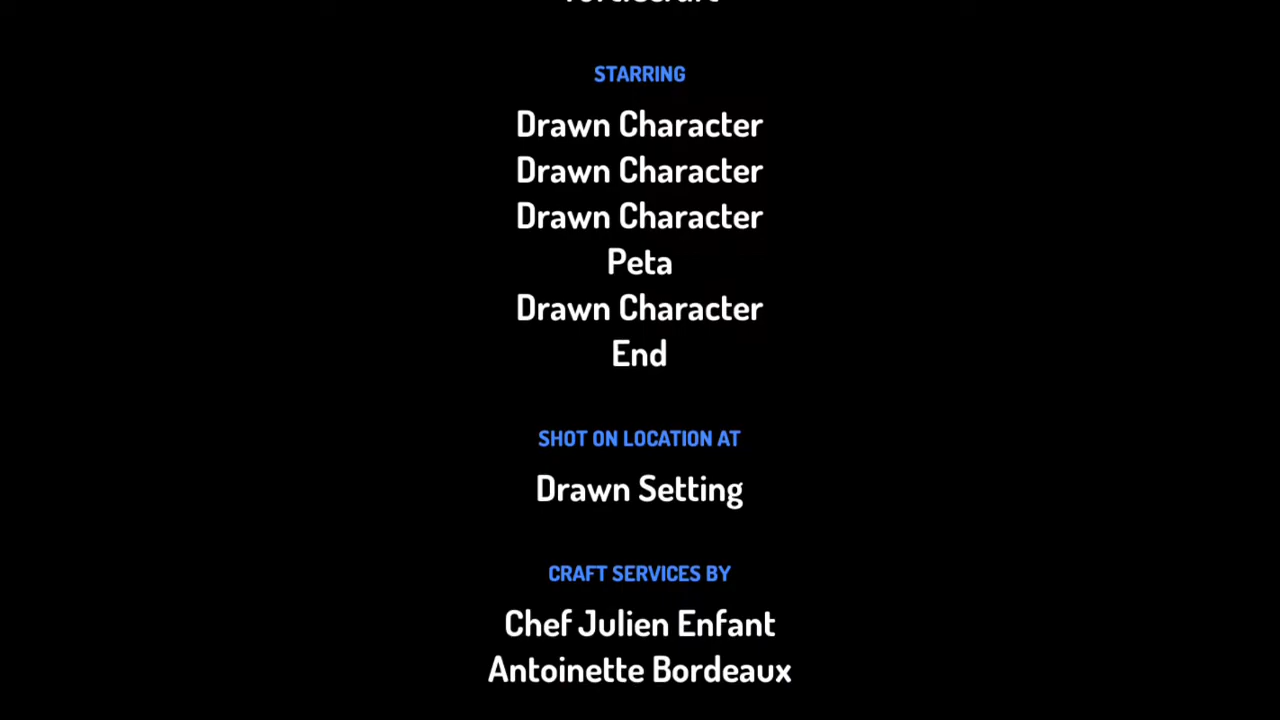 STARRING
Drawn Character
Drawn Character
Drawn Character
Peta
Drawn Character
End
SHOT ON LOCATION AT
Drawn Setting
CRAFT SERVICES BY
Chef Julien Enfant
Antoinette Bordeaux